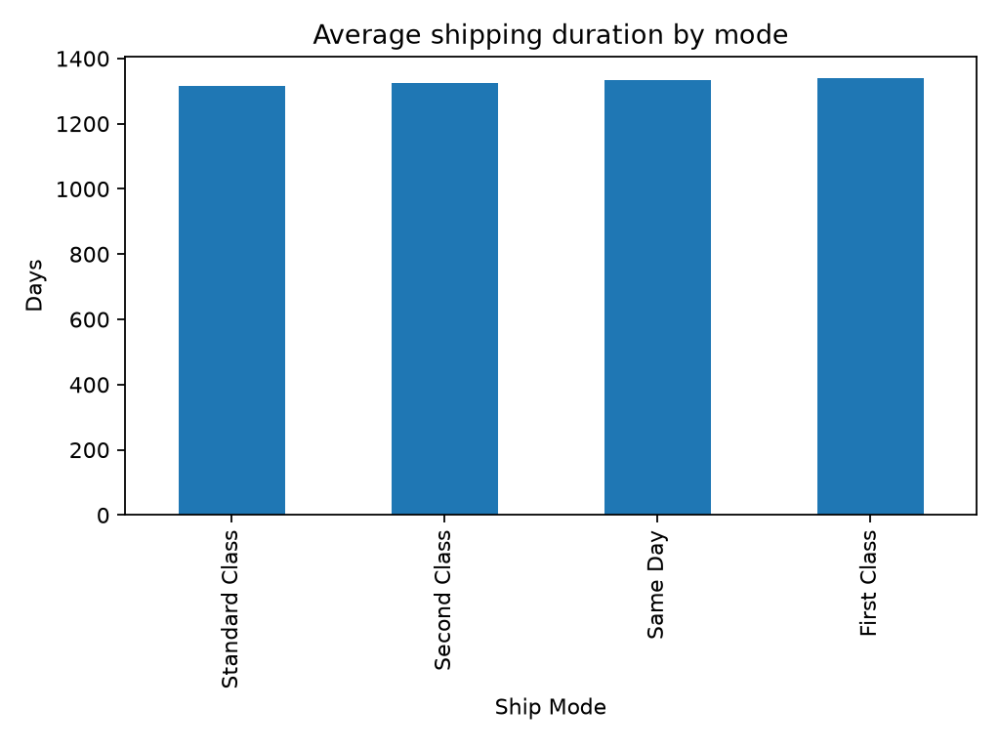 Average shipping duration by mode
1400
1200
1000
800
600
400
200
0
Days
Standard Class
Second Class
Same Day
First Class
Ship Mode